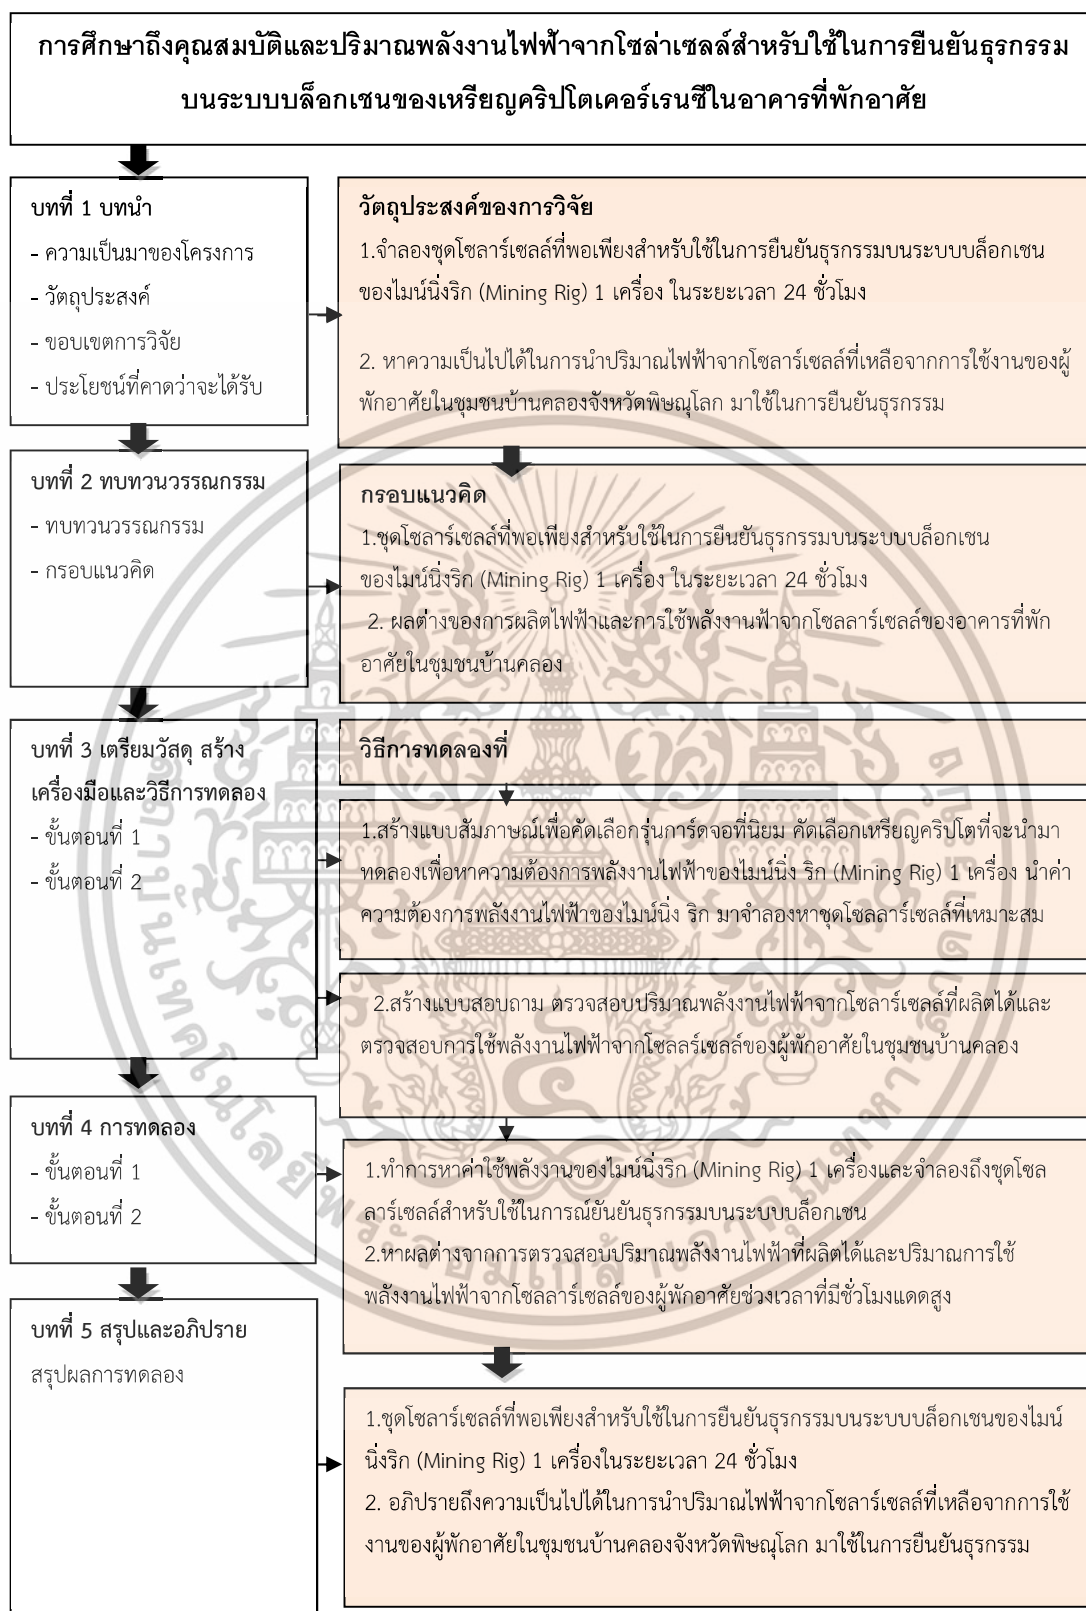 การศึกษาถึงคุณสมบัติและปริมาณพลังงานไฟฟ้าจากโซล่าเซลล์สำหรับใช้ในการยืนยันธุรกรรม
บนระบบบล็อกเชนของเหรียญคริปโตเคอร์เรนซีในอาคารที่พักอาศัย
บทที่ 1 บทนำ
- ความเป็นมาของโครงการ
- วัตถุประสงค์
- ขอบเขตการวิจัย
- ประโยชน์ที่คาดว่าจะได้รับ
วัตถุประสงค์ของการวิจัย
1.จำลองชุดโซลาร์เซลล์ที่พอเพียงสำหรับใช้ในการยืนยันธุรกรรมบนระบบบล็อกเชน
ของไมน์นิ่งริก (Mining Rig) 1 เครื่อง ในระยะเวลา 24 ชั่วโมง
2. หาความเป็นไปได้ในการนำปริมาณไฟฟ้าจากโซลาร์เซลล์ที่เหลือจากการใช้งานของผู้
พักอาศัยในชุมชนบ้านคลองจังหวัดพิษณุโลก มาใช้ในการยืนยันธุรกรรม
บทที่ 2 ทบทวนวรรณกรรม
- ทบทวนวรรณกรรม
- กรอบแนวคิด
กรอบแนวคิด
1.ชุดโซลาร์เซลล์ที่พอเพียงสำหรับใช้ในการยืนยันธุรกรรมบนระบบบล็อกเชน
ของไมน์นิ่งริก (Mining Rig) 1 เครื่อง ในระยะเวลา 24 ชั่วโมง
2. ผลต่างของการผลิตไฟฟ้าและการใช้พลังงานฟ้าจากโซลลาร์เซลล์ของอาคารที่พัก
อาศัยในชุมชนบ้านคลอง
บทที่ 3 เตรียมวัสดุ สร้าง
เครื่องมือและวิธีการทดลอง
- ขั้นตอนที่ 1
- ขั้นตอนที่ 2
วิธีการทดลองที่
1.สร้างแบบสัมภาษณ์เพื่อคัดเลือกรุ่นการ์ดจอที่นิยม คัดเลือกเหรียญคริปโตที่จะนำมา
ทดลองเพื่อหาความต้องการพลังงานไฟฟ้าของไมน์นิ่ง ริก (Mining Rig) 1 เครื่อง นำค่า
ความต้องการพลังงานไฟฟ้าของไมน์นิ่ง ริก มาจำลองหาชุดโซลลาร์เซลล์ที่เหมาะสม
2.สร้างแบบสอบถาม ตรวจสอบปริมาณพลังงานไฟฟ้าจากโซลาร์เซลล์ที่ผลิตได้และ
ตรวจสอบการใช้พลังงานไฟฟ้าจากโซลลร์เซลล์ของผู้พักอาศัยในชุมชนบ้านคลอง
บทที่ 4 การทดลอง
- ขั้นตอนที่ 1
- ขั้นตอนที่ 2
1.ทำการหาค่าใช้พลังงานของไมน์นิ่งริก (Mining Rig) 1 เครื่องและจำลองถึงชุดโซล
ลาร์เซลล์สำหรับใช้ในการณ์ยันยันธุรกรรมบนระบบบล็อกเชน
2.หาผลต่างจากการตรวจสอบปริมาณพลังงานไฟฟ้าที่ผลิตได้และปริมาณการใช้
พลังงานไฟฟ้าจากโซลลาร์เซลล์ของผู้พักอาศัยช่วงเวลาที่มีชั่วโมงแดดสูง
บทที่ 5 สรุปและอภิปราย
สรุปผลการทดลอง
1.ชุดโซลาร์เซลล์ที่พอเพียงสำหรับใช้ในการยืนยันธุรกรรมบนระบบบล็อกเชนของไมน์
นิ่งริก (Mining Rig) 1 เครื่องในระยะเวลา 24 ชั่วโมง
2. อภิปรายถึงความเป็นไปได้ในการนำปริมาณไฟฟ้าจากโซลาร์เซลล์ที่เหลือจากการใช้
งานของผู้พักอาศัยในชุมชนบ้านคลองจังหวัดพิษณุโลก มาใช้ในการยืนยันธุรกรรม
สถาบันเทคโนโลยีพระจอมเกล้าเจ้าคุณทหารลาดกระบัง